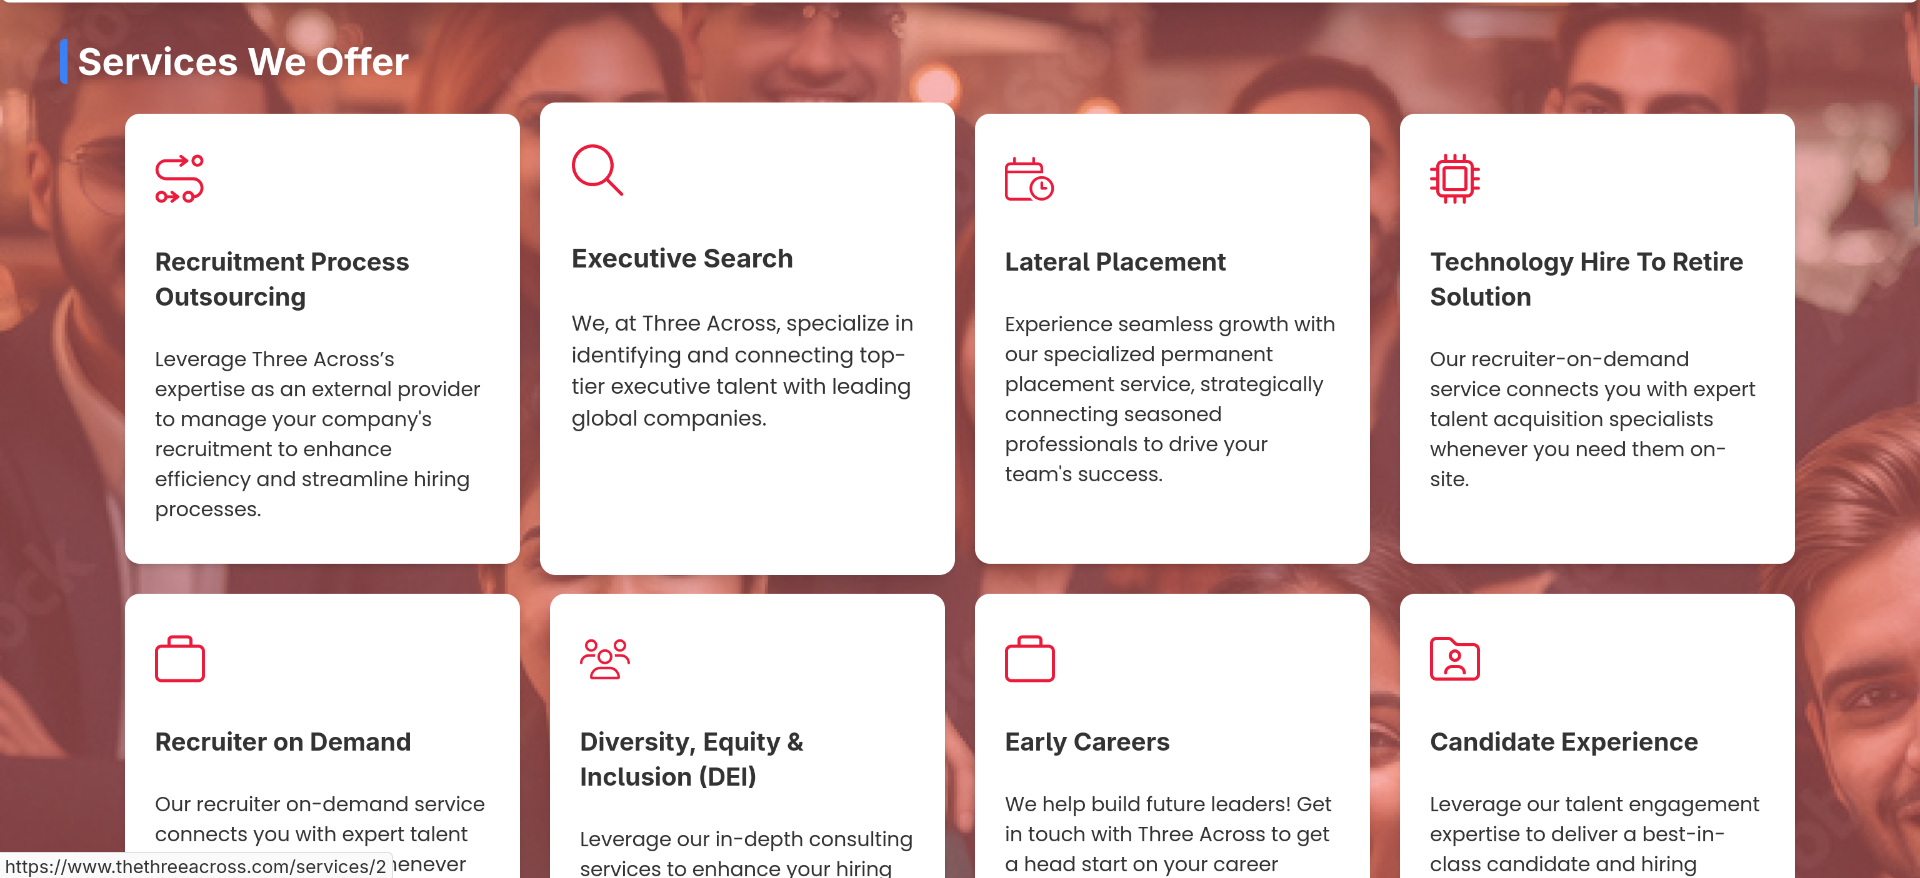 Services We Offer
Recruitment Process
Outsourcing
Leverage Three Across’s
expertise as an external provider
to manage your company's
recruitment to enhance
efficiency and streamline hiring
processes.
Executive Search
We, at Three Across, specialize in
identifying and connecting top-
tier executive talent with leading
global companies.
Lateral Placement
Experience seamless growth with
our specialized permanent
placement service, strategically
connecting seasoned
professionals to drive your
team's success.
Technology Hire To Retire
Solution
Our recruiter-on-demand
service connects you with expert
talent acquisition specialists
whenever you need them on-
site.
Recruiter on Demand
Our recruiter on-demand service
connects you with expert talent
Diversity, Equity &
Inclusion (DEI)
Leverage our in-depth consulting
services to enhance your hiring
Early Careers
We help build future leaders! Get
in touch with Three Across to get
a head start on your career
Candidate Experience
Leverage our talent engagement
expertise to deliver a best-in-
class candidate and hiring
https://www.thethreeacross.com/services/2